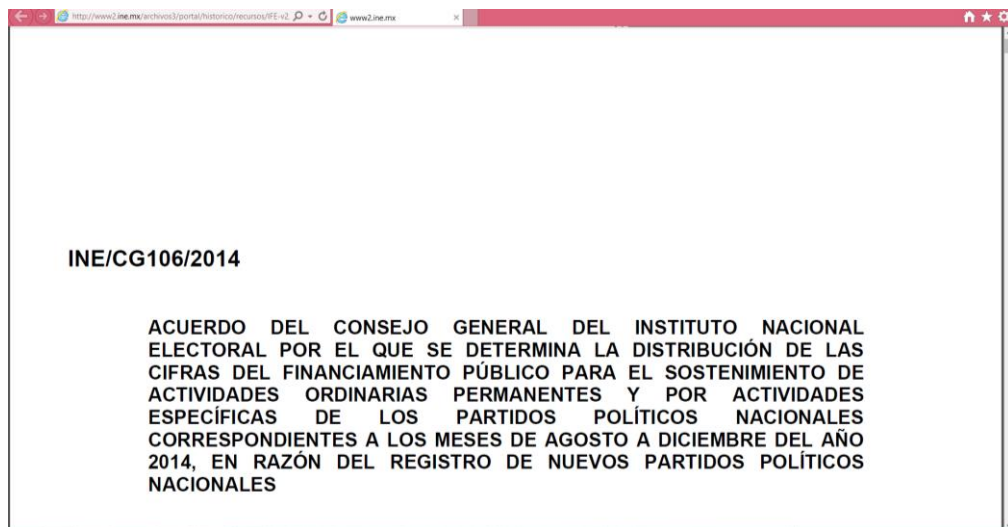 http://www2.ine.mx/archivos3/portal/historico/recursos/IFE-v2
www2.ine.mx
INE/CG106/2014
ACUERDO DEL CONSEJO GENERAL DEL INSTITUTO NACIONAL
ELECTORAL POR EL QUE SE DETERMINA LA DISTRIBUCIÓN DE LAS
CIFRAS DEL FINANCIAMIENTO PÚBLICO PARA EL SOSTENIMIENTO DE
ACTIVIDADES ORDINARIAS PERMANENTES Y POR ACTIVIDADES
ESPECÍFICAS DE LOS PARTIDOS POLÍTICOS NACIONALES
CORRESPONDIENTES A LOS MESES DE AGOSTO A DICIEMBRE DEL AÑO
2014, EN RAZÓN DEL REGISTRO DE NUEVOS PARTIDOS POLÍTICOS
NACIONALES